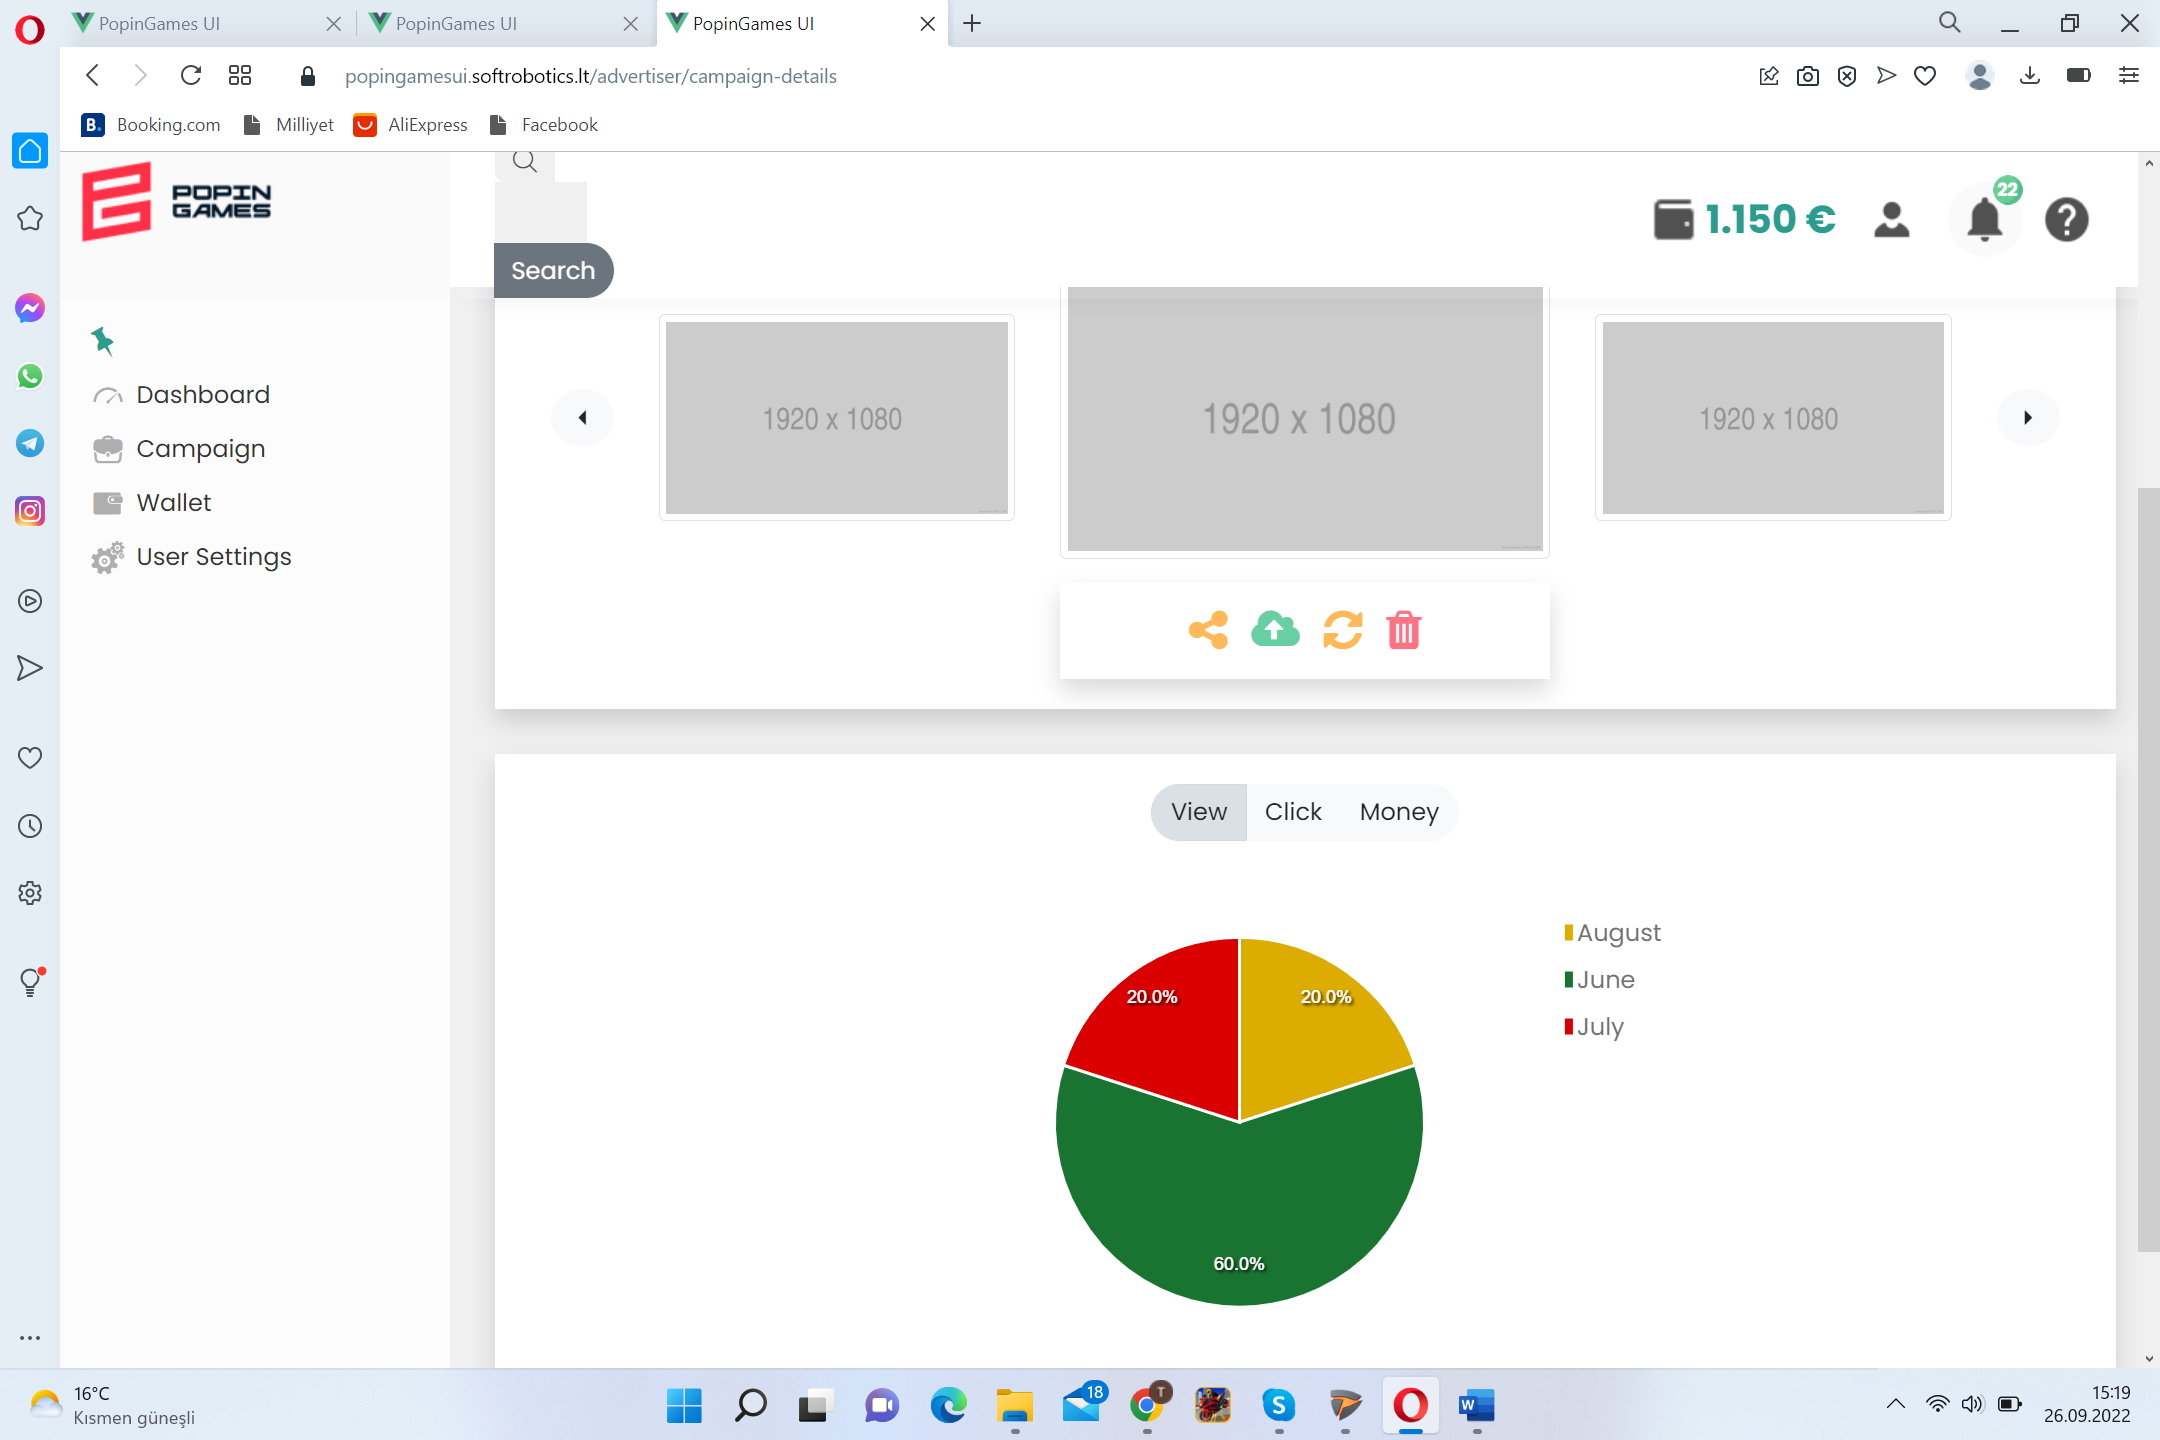 PopinGames UI
PopinGames UI
PopinGames UI
popingamesui.softrobotics.lt/advertiser/campaign-details
Booking.com
Milliyet
AliExpress
Facebook
POPIN
GAMES
1.150 €
22
Search
Dashboard
Campaign
Wallet
User Settings
1920 x 1080
1920 x 1080
1920 x 1080
View
Click
Money
August
June
July
20.0%
20.0%
60.0%
16°C
Kısmen güneşli
18
T
15:19
26.09.2022